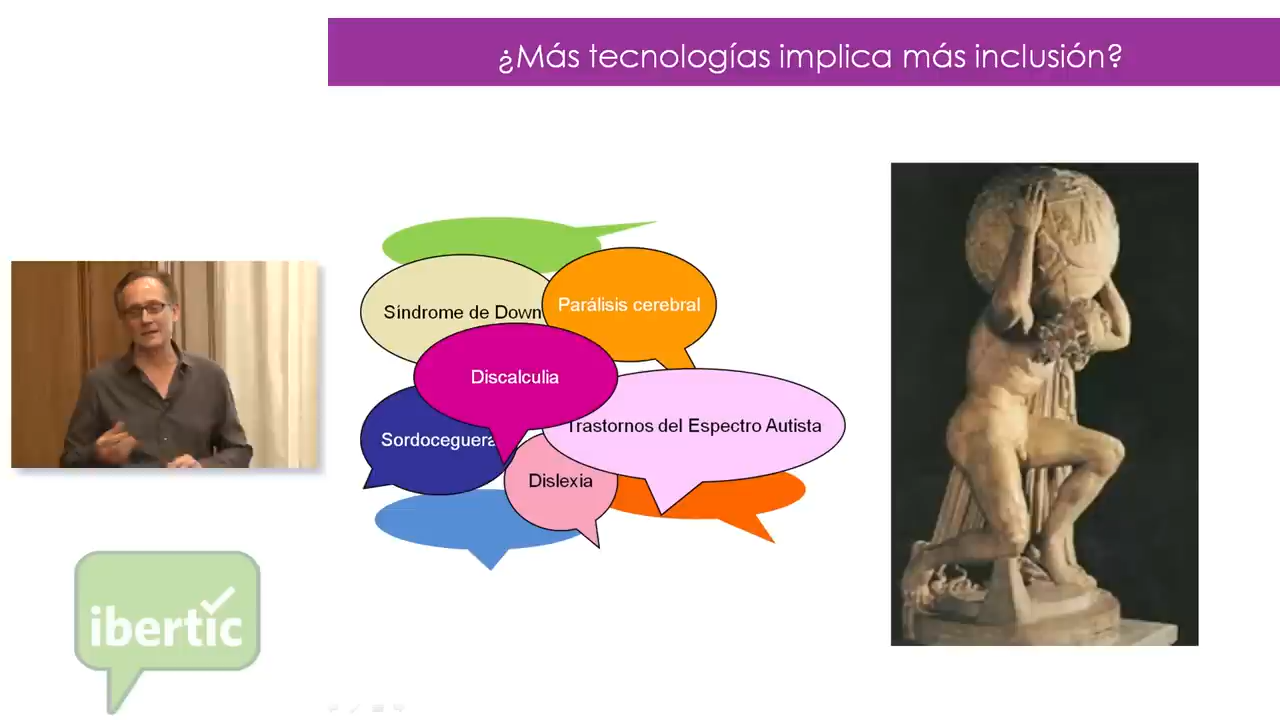 ¿Más tecnologías implica más inclusión?
Síndrome de Down
Parálisis cerebral
Discalculia
Sordoceguera
Trastornos del Espectro Autista
Dislexia
ibertic